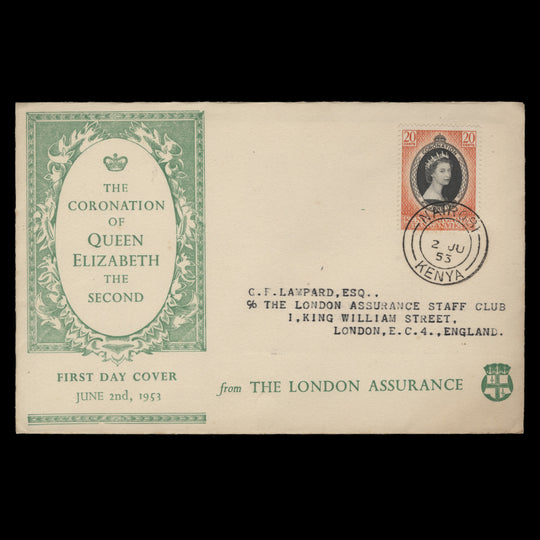 THE
CORONATION
OF
QUEEN
ELIZABETH
THE
SECOND
FIRST DAY COVER
JUNE 2nd, 1953
20 CORONATION 20
NAIROBI
2 JU
53
KENYA
G.F.LAMPARD,ESQ.,
℅ THE LONDON ASSURANCE STAFF CLUB
1,KING WILLIAM STREET,
LONDON,E.C.4.,ENGLAND.
from THE LONDON ASSURANCE